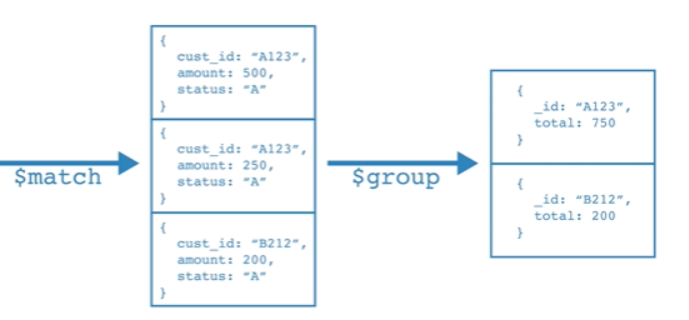 $match
{
cust_id: “A123”,
amount: 500,
status: “A”
}
{
cust_id: “A123”,
amount: 250,
status: “A”
}
{
cust_id: “B212”,
amount: 200,
status: “A”
}
$group
{
_id: “A123”,
total: 750
}
{
_id: “B212”,
total: 200
}